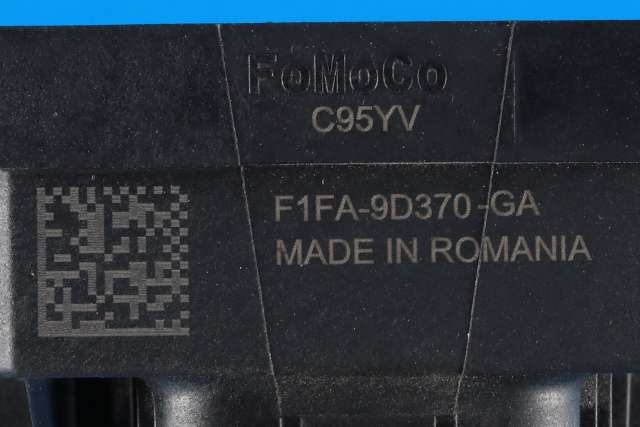 FoMoCo
C95YV
F1FA-9D370-GA
MADE IN ROMANIA